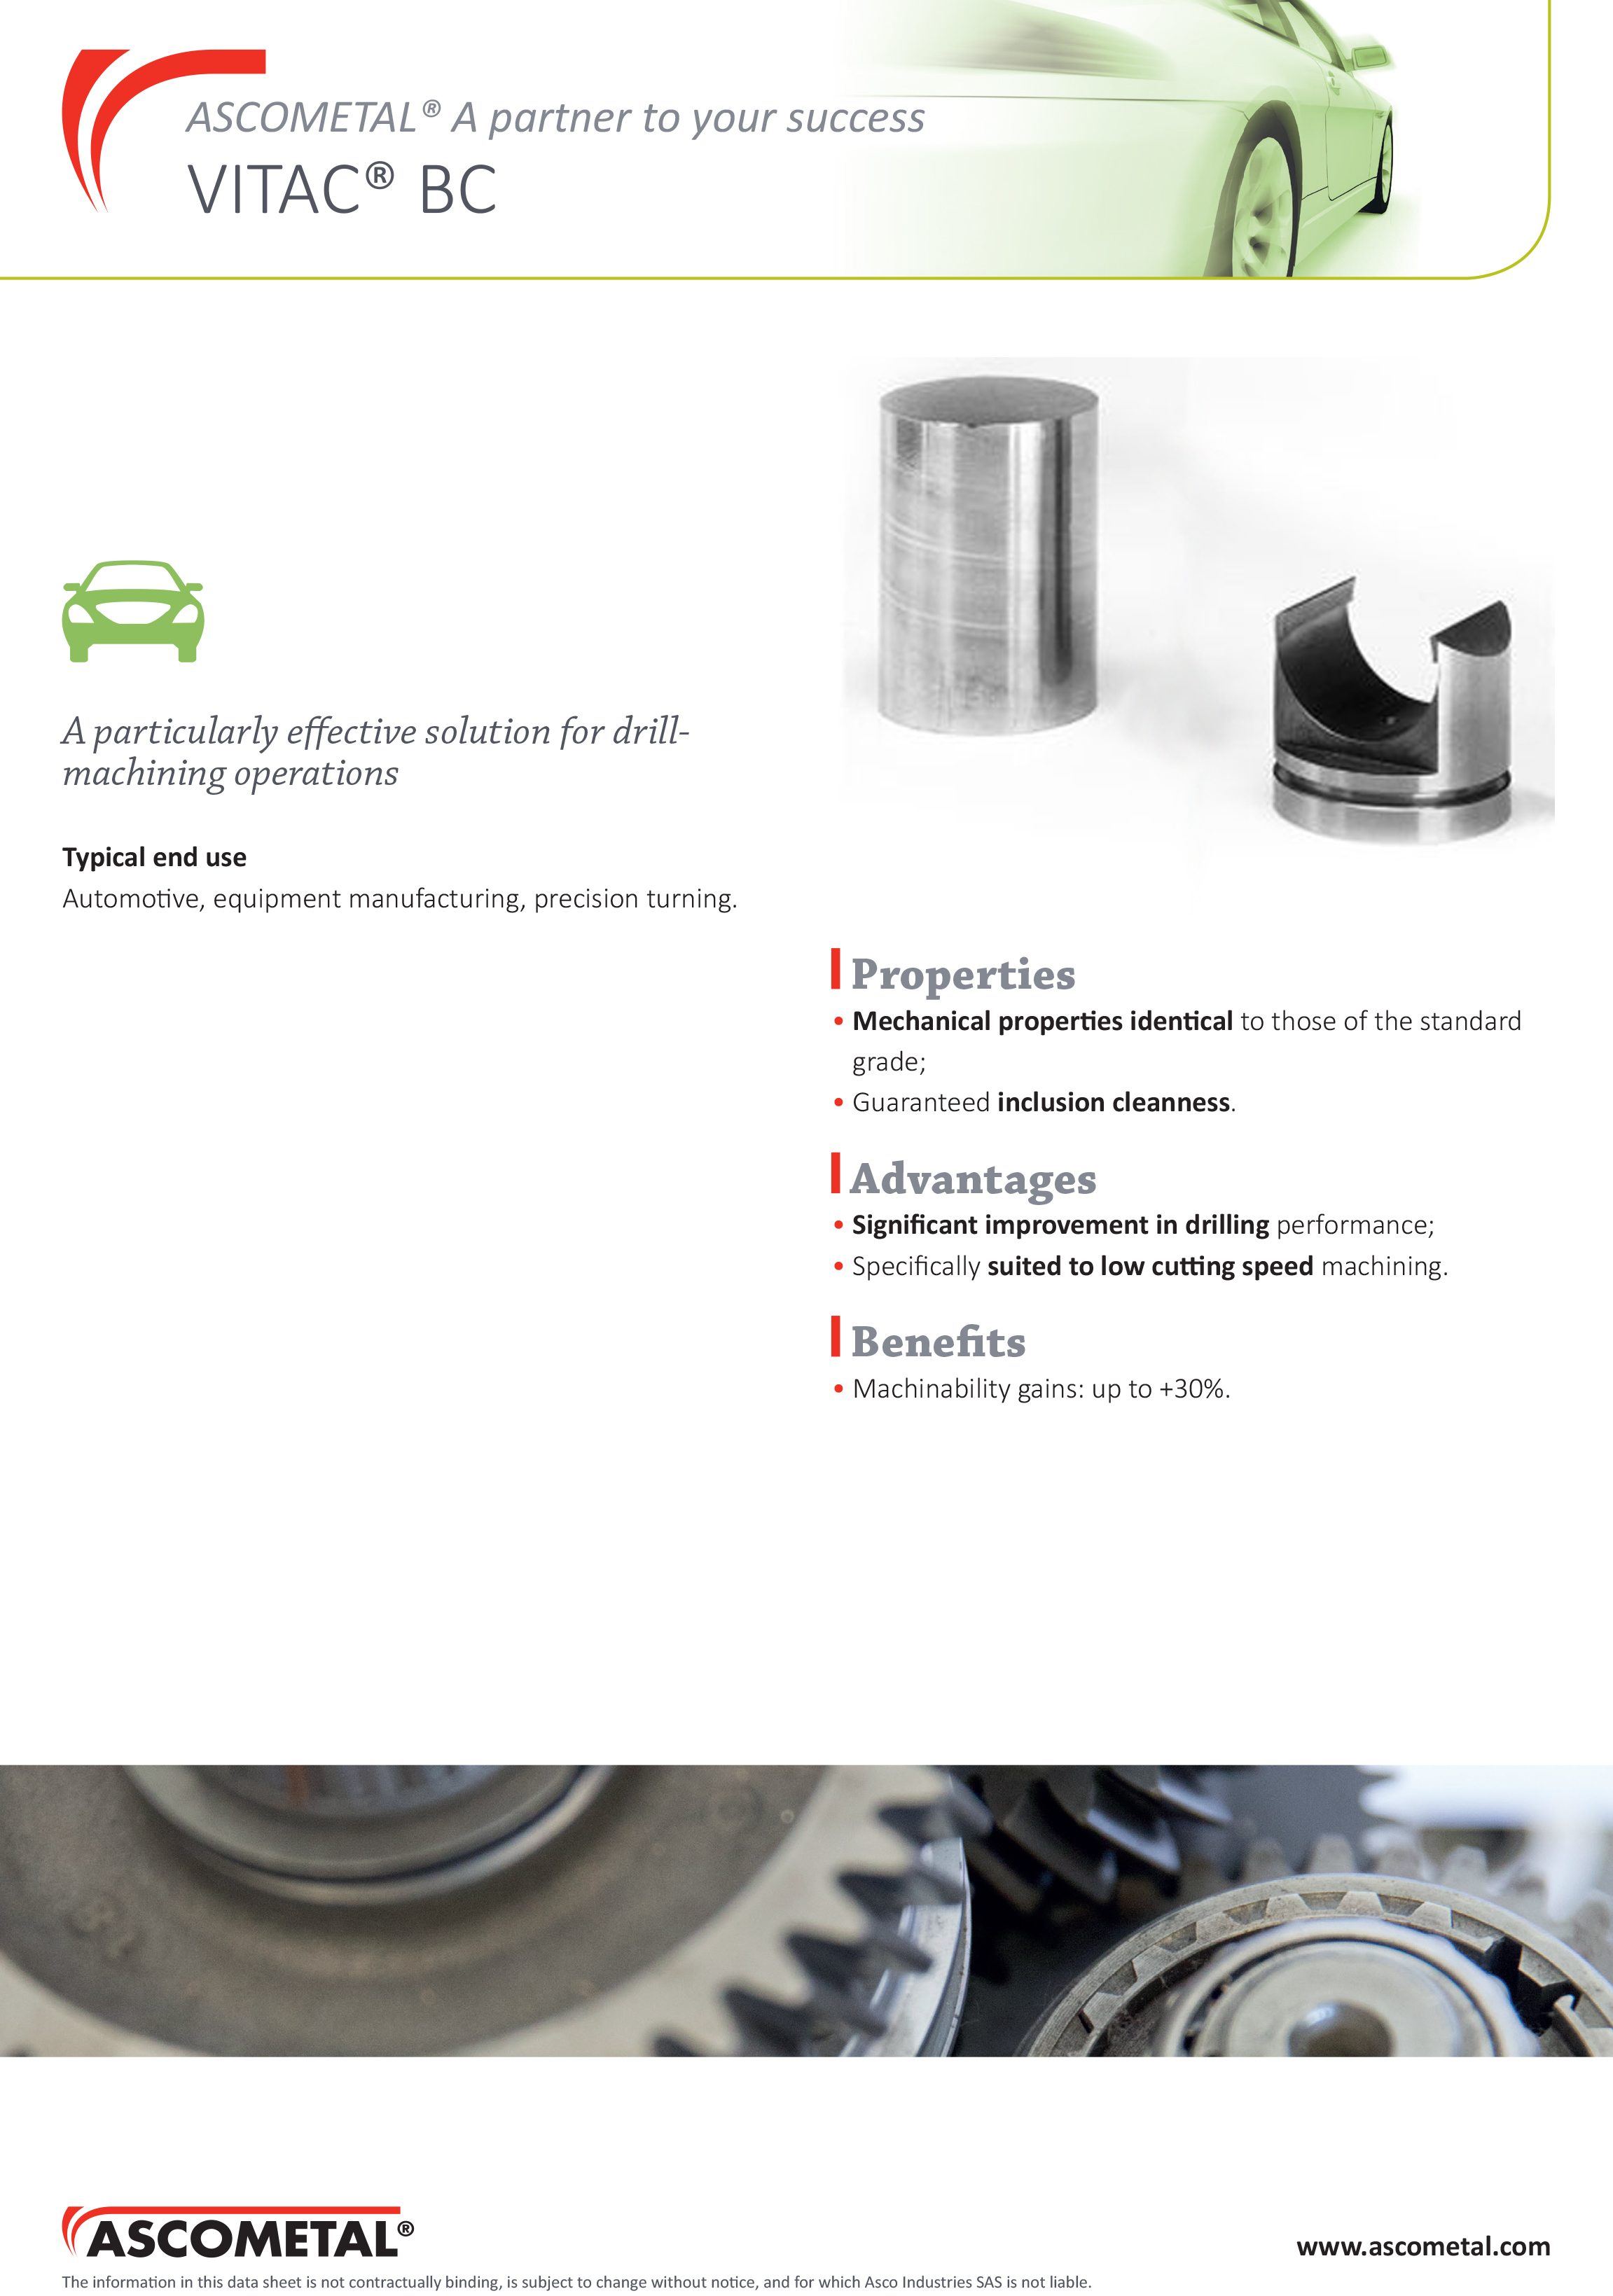 ASCOMETAL® A partner to your success
VITAC® BC
A particularly effective solution for drill-
machining operations
Typical end use
Automotive, equipment manufacturing, precision turning.
Properties
• Mechanical properties identical to those of the standard
grade;
• Guaranteed inclusion cleanness.
Advantages
• Significant improvement in drilling performance;
• Specifically suited to low cutting speed machining.
Benefits
• Machinability gains: up to +30%.
ASCOMETAL®
www.ascometal.com
The information in this data sheet is not contractually binding, is subject to change without notice, and for which Asco Industries SAS is not liable.